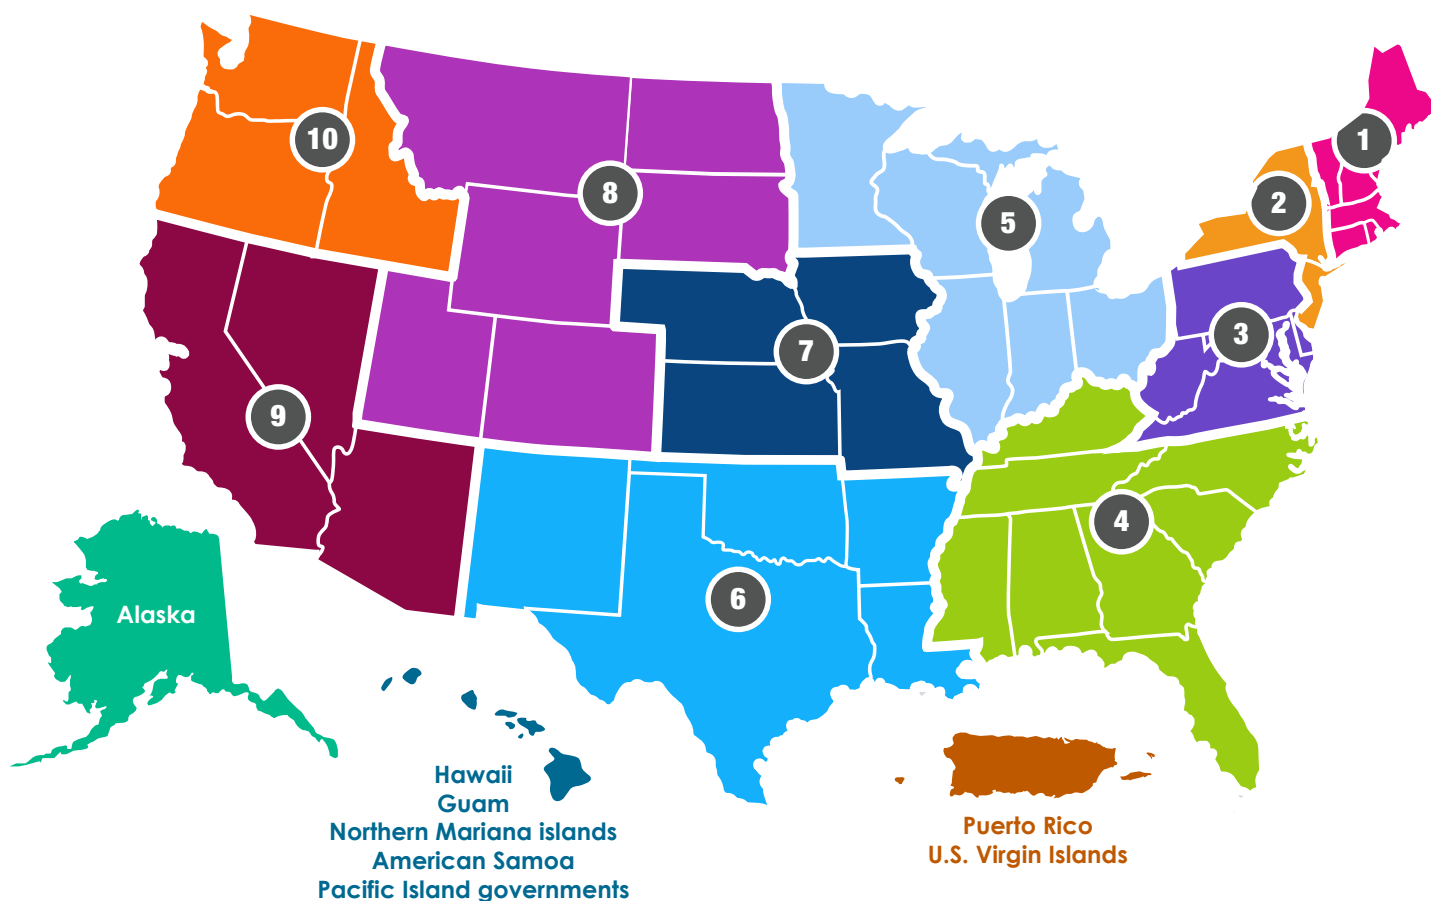 1
10
8
2
5
3
7
9
4
6
Alaska
Hawaii
Guam
Northern Mariana islands
American Samoa
Pacific Island governments
Puerto Rico
U.S. Virgin Islands